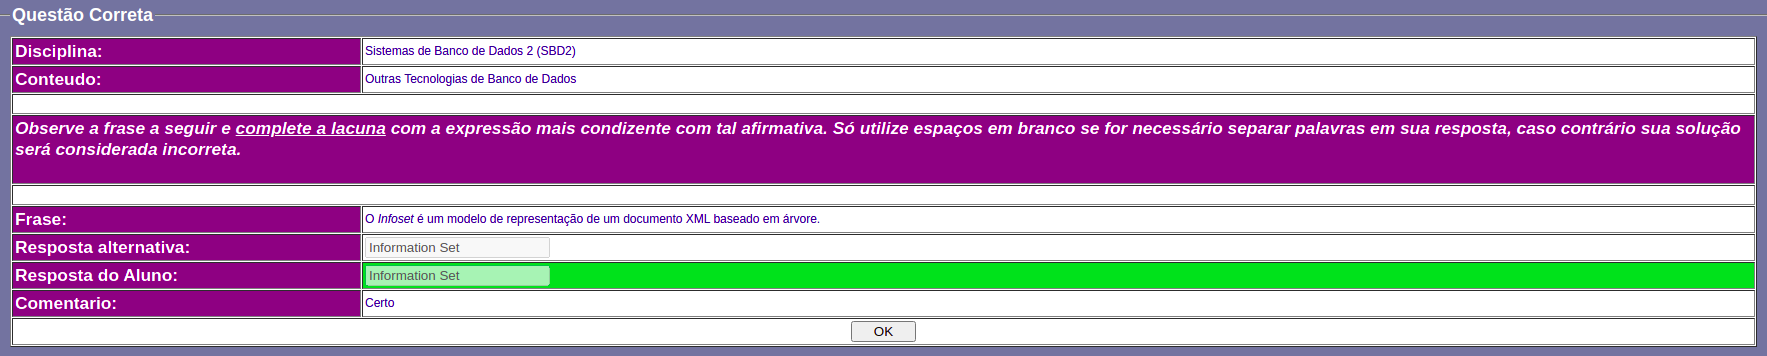 Questão Correta
Disciplina: Sistemas de Banco de Dados 2 (SBD2)
Conteudo: Outras Tecnologias de Banco de Dados
Observe a frase a seguir e complete a lacuna com a expressão mais condizente com tal afirmativa. Só utilize espaços em branco se for necessário separar palavras em sua resposta, caso contrário sua solução
será considerada incorreta.
Frase: O Infoset é um modelo de representação de um documento XML baseado em árvore.
Resposta alternativa: Information Set
Resposta do Aluno: Information Set
Comentario: Certo
OK